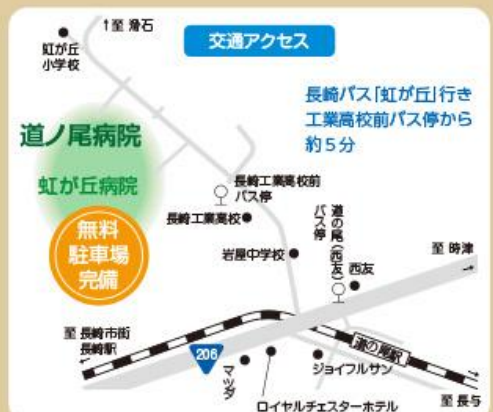 ↑至 滑石
交通アクセス
虹が丘
小学校
長崎バス「虹が丘」行き
工業高校前バス停から
約5分
道ノ尾病院
虹が丘病院
長崎工業高校前
バス停
長崎工業高校
無料
駐車場
完備
道の尾(西友)
バス停
岩屋中学校
西友
至 時津
至 長崎市街
長崎駅
206
道の尾駅
マツダ
ジョイフルサン
ロイヤルチェスターホテル
至 長与